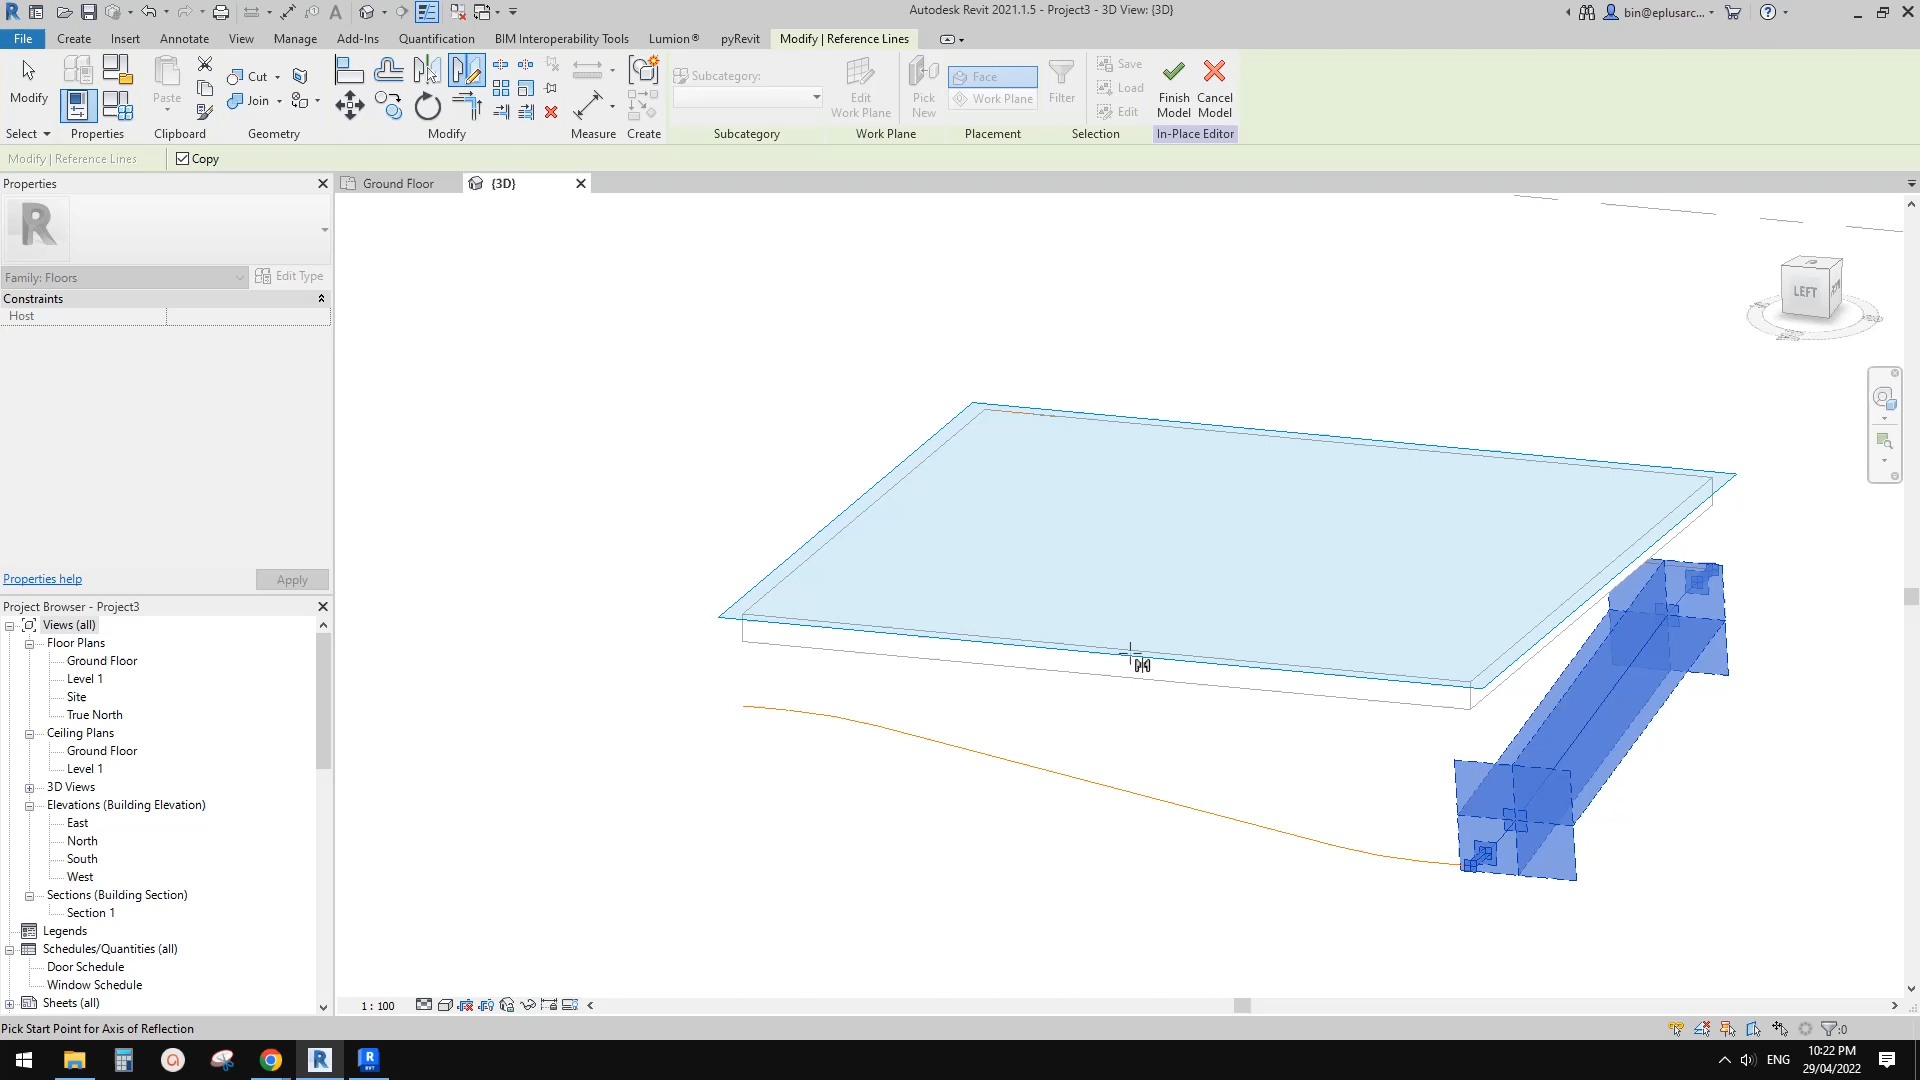 Autodesk Revit 2021.1.5 - Project3 - 3D View: {3D}
bin@eplusarc...
File Create Insert Annotate View Manage Add-Ins Quantification BIM Interoperability Tools Lumion® pyRevit Modify | Reference Lines
Modify
Paste
Cut
Join
Subcategory:
Edit
Work Plane
Pick
New
Face
Work Plane
Filter
Save
Load
Edit
Finish
Model
Cancel
Model
Select Properties Clipboard Geometry Modify Measure Create Subcategory Work Plane Placement Selection In-Place Editor
Modify | Reference Lines Copy
Properties
Ground Floor
{3D}
R
Family: Floors
Edit Type
Constraints
Host
LEFT
Properties help
Apply
Project Browser - Project3
Views (all)
Floor Plans
Ground Floor
Level 1
Site
True North
Ceiling Plans
Ground Floor
Level 1
3D Views
Elevations (Building Elevation)
East
North
South
West
Sections (Building Section)
Section 1
Legends
Schedules/Quantities (all)
Door Schedule
Window Schedule
Sheets (all)
1 : 100
Pick Start Point for Axis of Reflection
:0
ENG
10:22 PM
29/04/2022